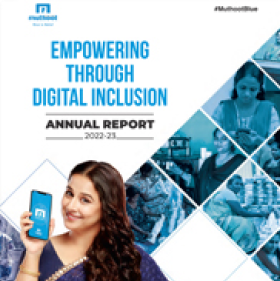 muthoot
#MuthootBlue
EMPOWERING
THROUGH
DIGITAL INCLUSION
ANNUAL REPORT
2022-23